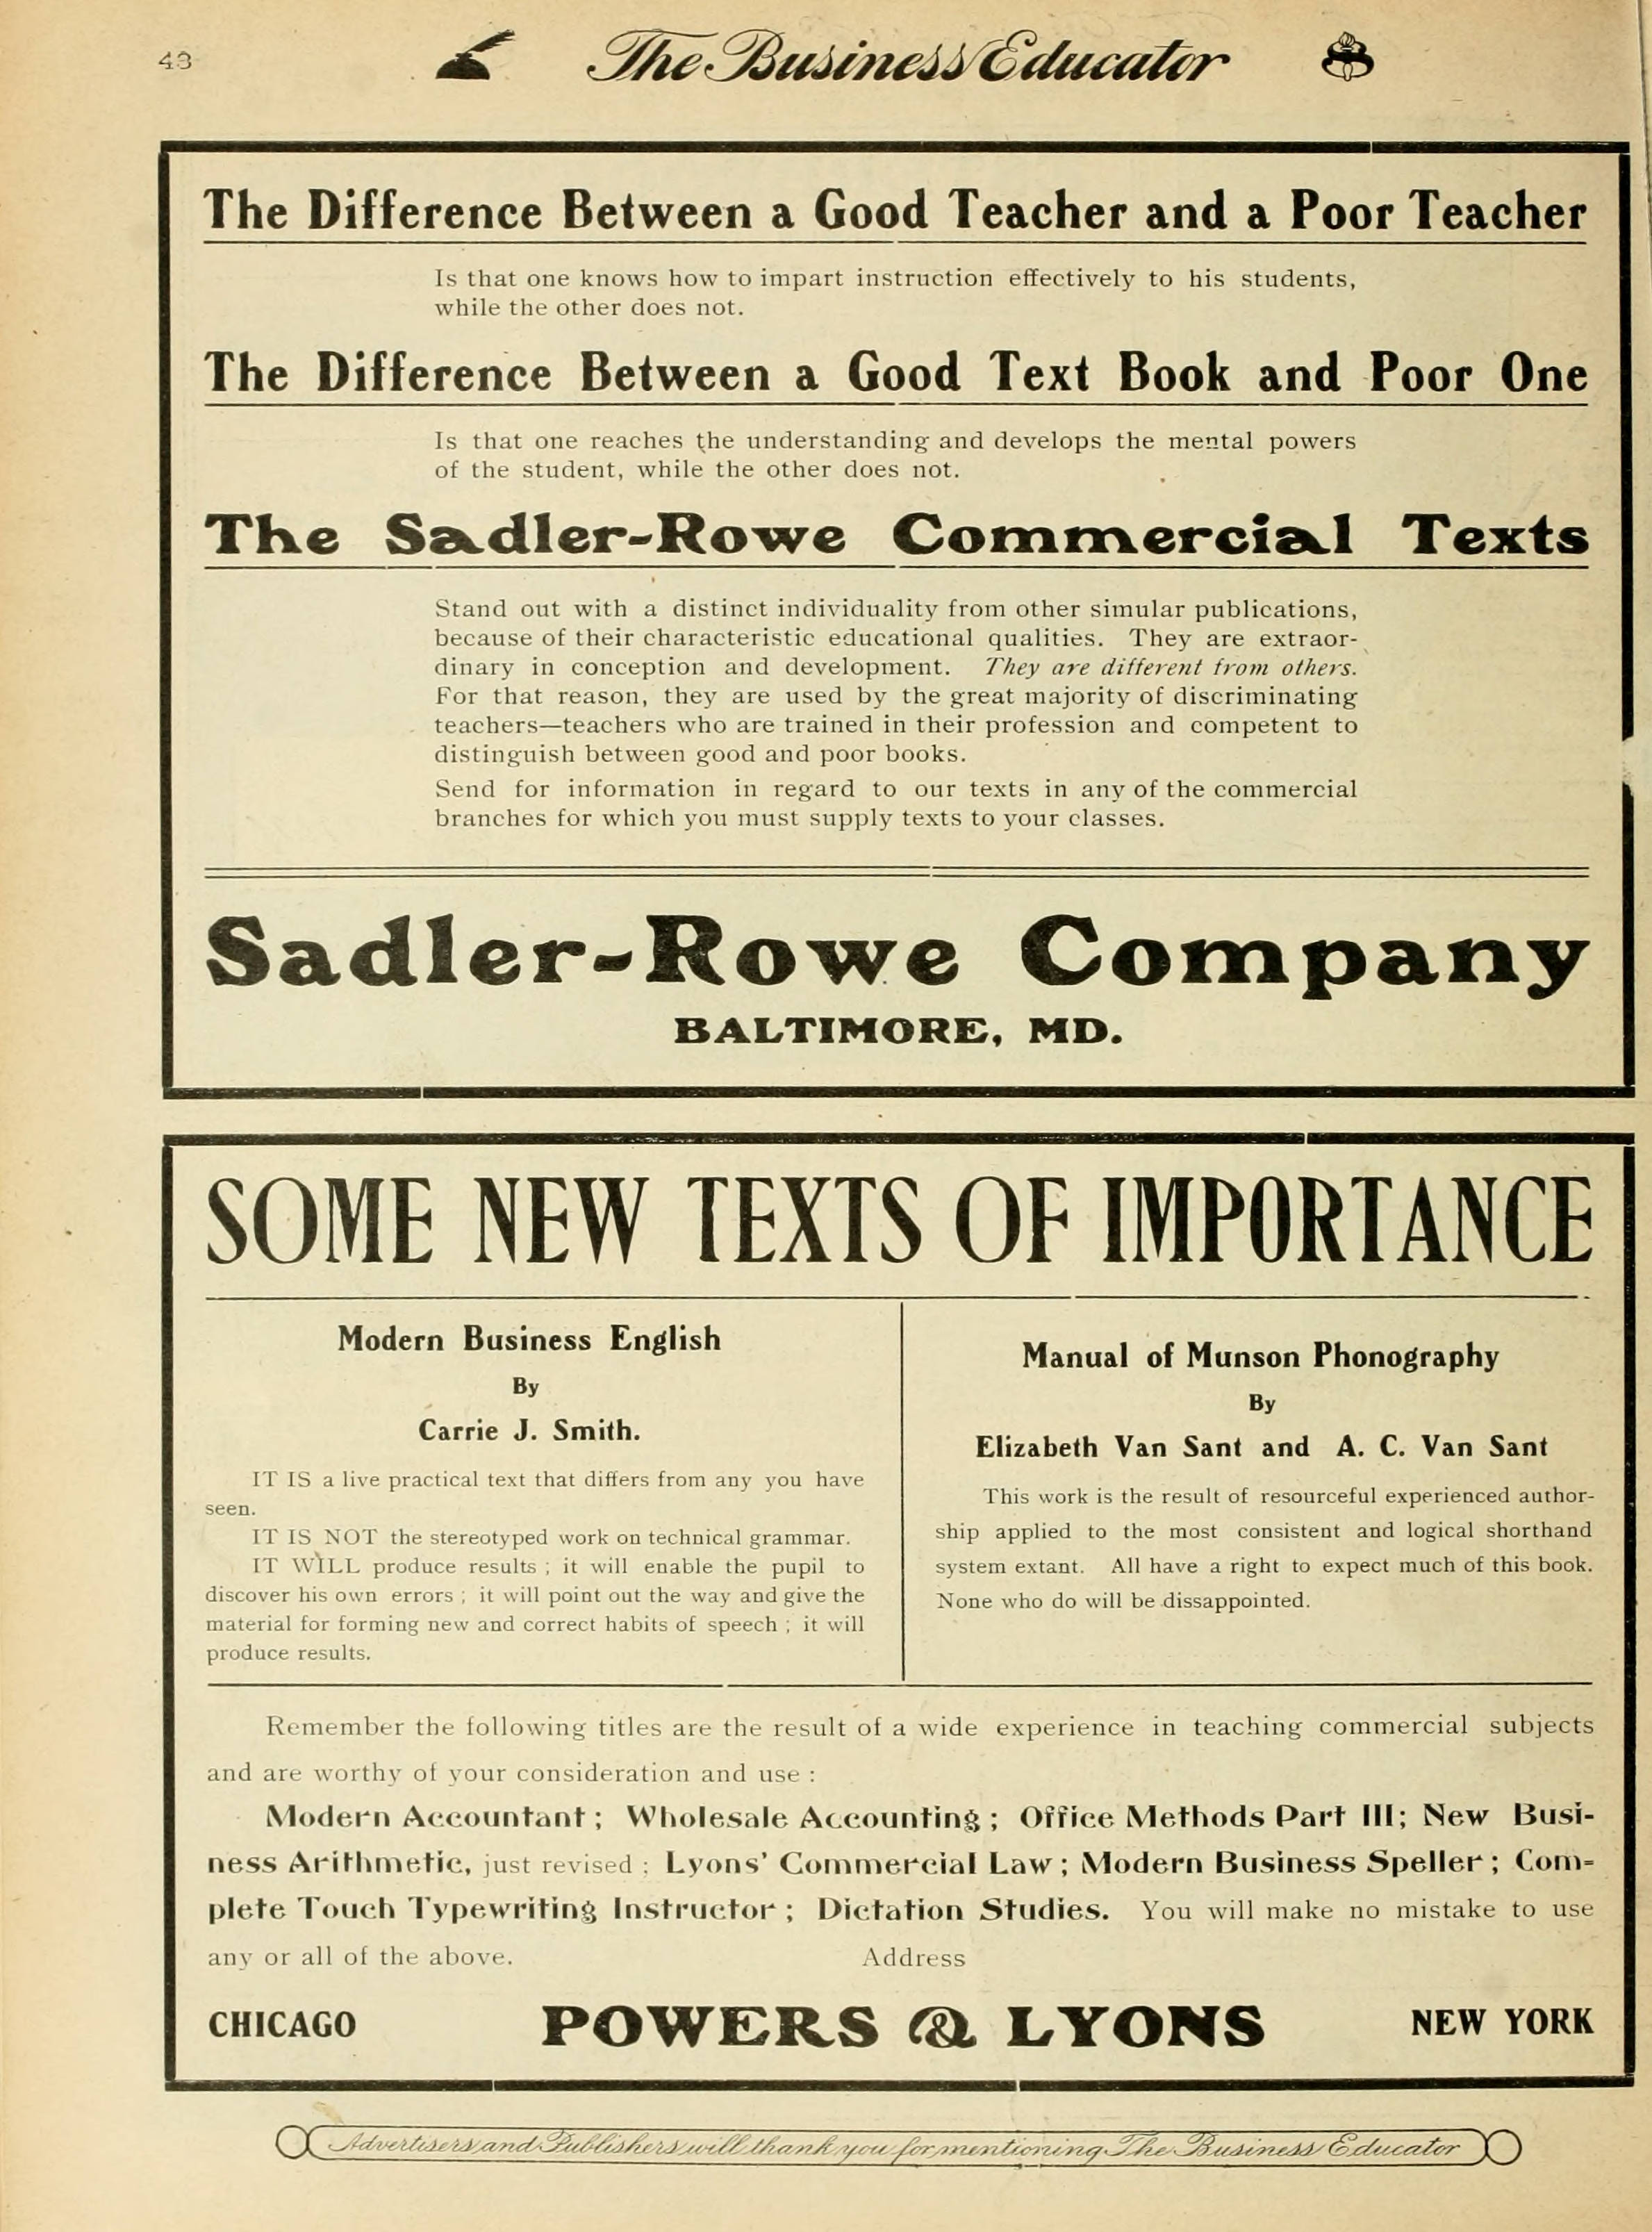 43
The Business Educator
The Difference Between a Good Teacher and a Poor Teacher
Is that one knows how to impart instruction effectively to his students,
while the other does not.
The Difference Between a Good Text Book and Poor One
Is that one reaches the understanding and develops the mental powers
of the student, while the other does not.
The Sadler-Rowe Commercial Texts
Stand out with a distinct individuality from other simular publications,
because of their characteristic educational qualities. They are extraor-
dinary in conception and development. They are different from others.
For that reason, they are used by the great majority of discriminating
teachers—teachers who are trained in their profession and competent to
distinguish between good and poor books.
Send for information in regard to our texts in any of the commercial
branches for which you must supply texts to your classes.
Sadler-Rowe Company
BALTIMORE, MD.
SOME NEW TEXTS OF IMPORTANCE
Modern Business English
By
Carrie J. Smith.
IT IS a live practical text that differs from any you have
seen.
IT IS NOT the stereotyped work on technical grammar.
IT WILL produce results ; it will enable the pupil to
discover his own errors ; it will point out the way and give the
material for forming new and correct habits of speech ; it will
produce results.
Manual of Munson Phonography
By
Elizabeth Van Sant and A. C. Van Sant
This work is the result of resourceful experienced author-
ship applied to the most consistent and logical shorthand
system extant. All have a right to expect much of this book.
None who do will be dissappointed.
Remember the following titles are the result of a wide experience in teaching commercial subjects
and are worthy of your consideration and use :
Modern Accountant ; Wholesale Accounting ; Office Methods Part III; New Busi-
ness Arithmetic, just revised ; Lyons' Commercial Law ; Modern Business Speller ; Com-
plete Touch Typewriting Instructor ; Dictation Studies. You will make no mistake to use
any or all of the above. Address
CHICAGO POWERS & LYONS NEW YORK
Advertisers and Publishers will thank you for mentioning The Business Educator